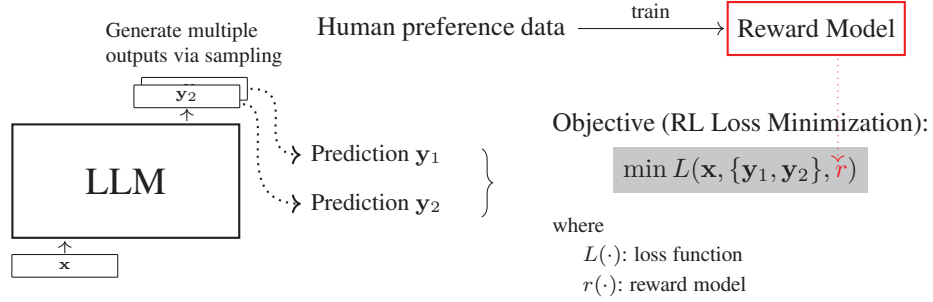 Generate multiple
outputs via sampling
Human preference data
train
Reward Model
y₂
LLM
x
Prediction y₁
Prediction y₂
Objective (RL Loss Minimization):
min L(x, {y₁, y₂}, r)
where
L(·): loss function
r(·): reward model